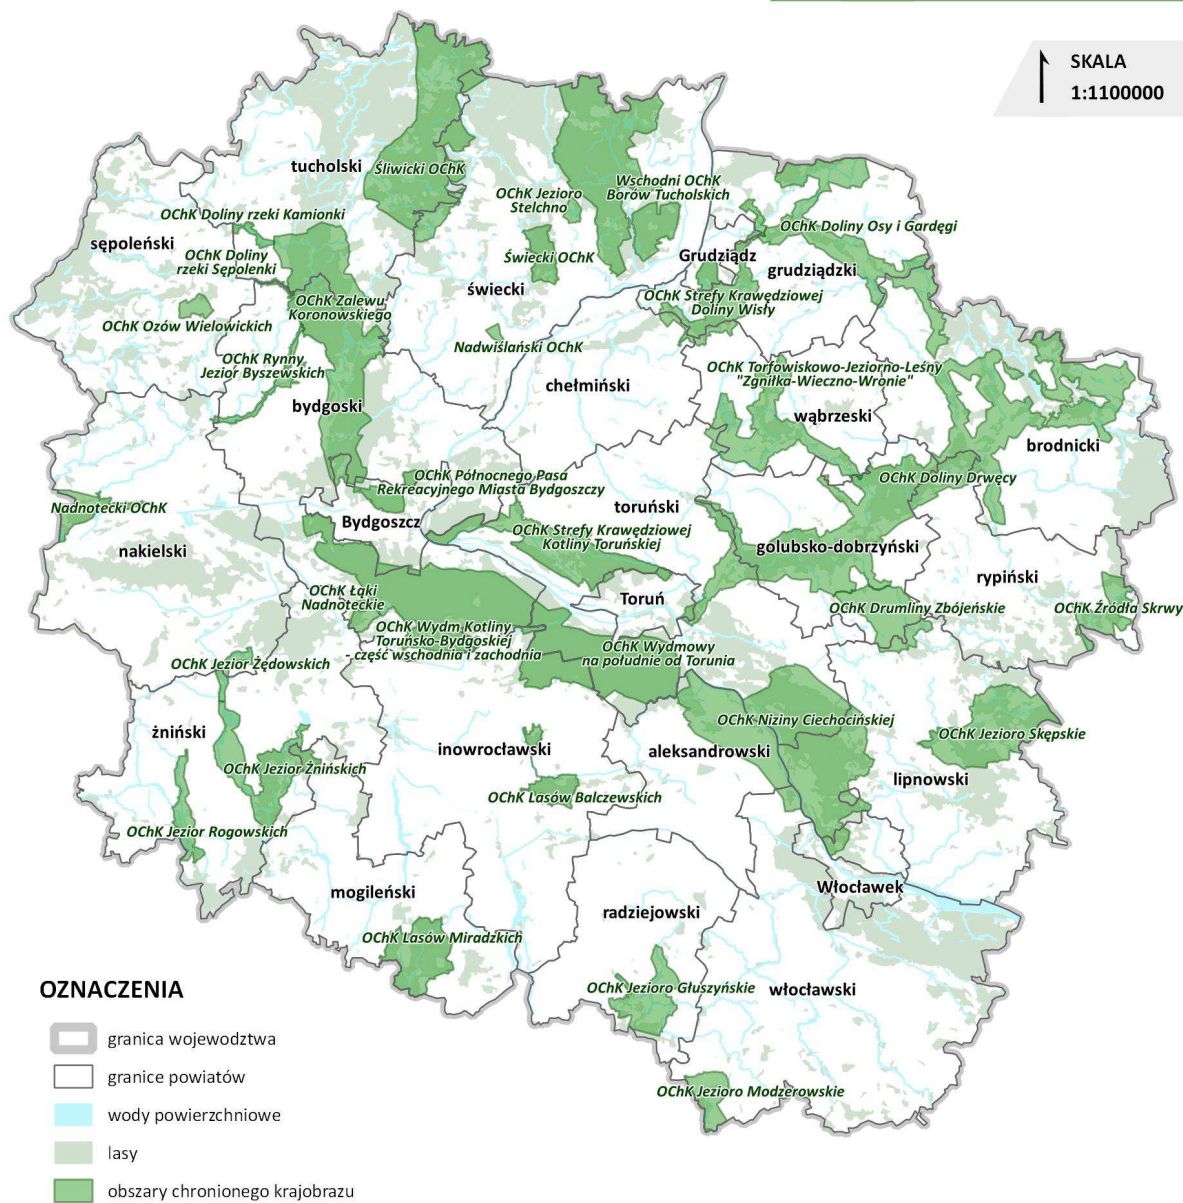 SKALA
1:1100000
tucholski
Śliwicki OChK
OChK Jezioro
Stelchno
Wschodni OChK
Borów Tucholskich
OChK Doliny rzeki Kamionki
sępoleński
OChK Doliny
rzeki Sępolenki
Świecki OChK
Grudziądz
OChK Doliny Osy i Gardęgi
grudziądzki
świecki
OChK Zalewu
Koronowskiego
OChK Ozów Wielowickich
OChK Strefy Krawędziowej
Doliny Wisły
Nadwiślański OChK
OChK Rynny
Jezior Byszewskich
chełmiński
OChK Torfowiskowo-Jeziorno-Leśny
"Zgniłka-Wieczno-Wronie"
bydgoski
wąbrzeski
brodnicki
OChK Północnego Pasa
Rekreacyjnego Miasta Bydgoszczy
OChK Doliny Drwęcy
Nadnotecki OChK
toruński
Bydgoszcz
OChK Strefy Krawędziowej
Kotliny Toruńskiej
nakielski
golubsko-dobrzyński
rypiński
OChK Łąki
Nadnoteckie
Toruń
OChK Drumliny Zbójeńskie
OChK Źródła Skrwy
OChK Wydm Kotliny
Toruńsko-Bydgoskiej
- część wschodnia i zachodnia
OChK Wydmowy
na południe od Torunia
OChK Jezior Żędowskich
żniński
OChK Niziny Ciechocińskiej
OChK Jezioro Skępskie
inowrocławski
aleksandrowski
OChK Jezior Żnińskich
lipnowski
OChK Lasów Balczewskich
OChK Jezior Rogowskich
mogileński
Włocławek
radziejowski
OChK Lasów Miradzkich
OChK Jezioro Głuszyńskie
włocławski
OChK Jezioro Modzerowskie
OZNACZENIA
granica wojewodztwa
granice powiatów
wody powierzchniowe
lasy
obszary chronionego krajobrazu